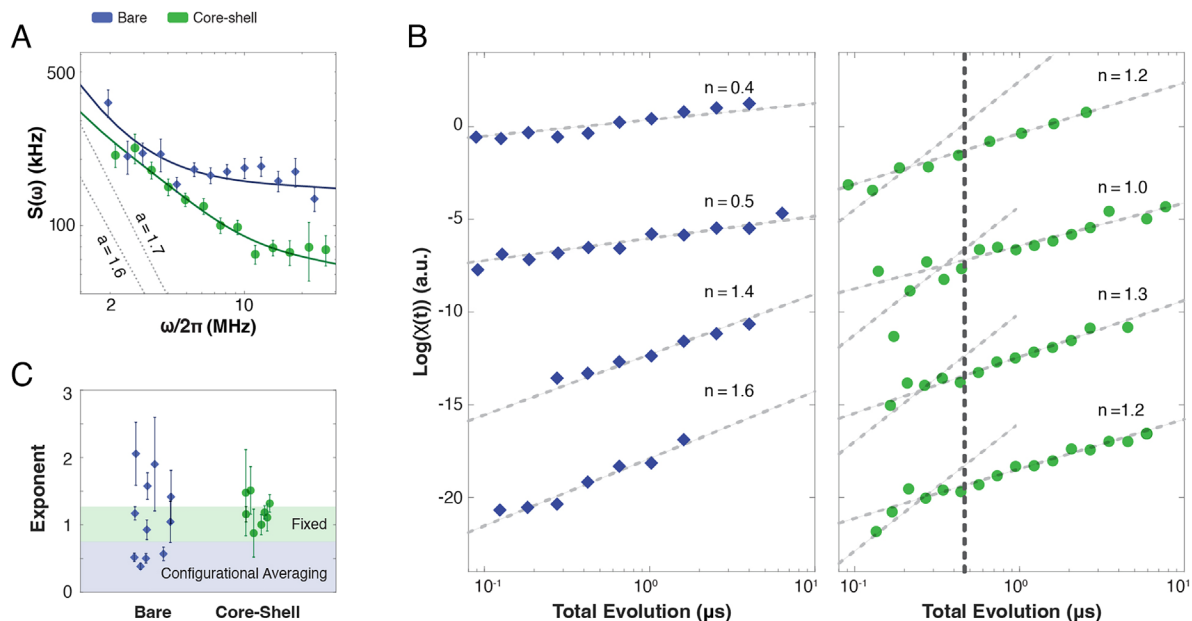 Bare
Core-shell
A
500
100
S(ω) (kHz)
a = 1.7
a = 1.6
2
10
ω/2π (MHz)
B
n = 0.4
n = 0.5
n = 1.4
n = 1.6
0
-5
-10
-15
-20
Log(χ(t)) (a.u.)
10⁻¹
10⁰
10¹
Total Evolution (μs)
n = 1.2
n = 1.0
n = 1.3
n=1.2
10⁻¹
10⁰
10¹
Total Evolution (μs)
C
3
2
1
0
Exponent
Fixed
Configurational Averaging
Bare
Core-Shell